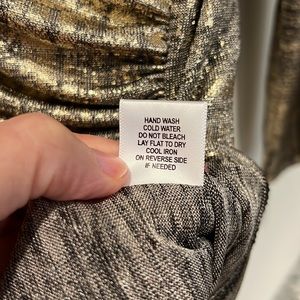 HAND WASH
COLD WATER
DO NOT BLEACH
LAY FLAT TO DRY
COOL IRON
ON REVERSE SIDE
IF NEEDED